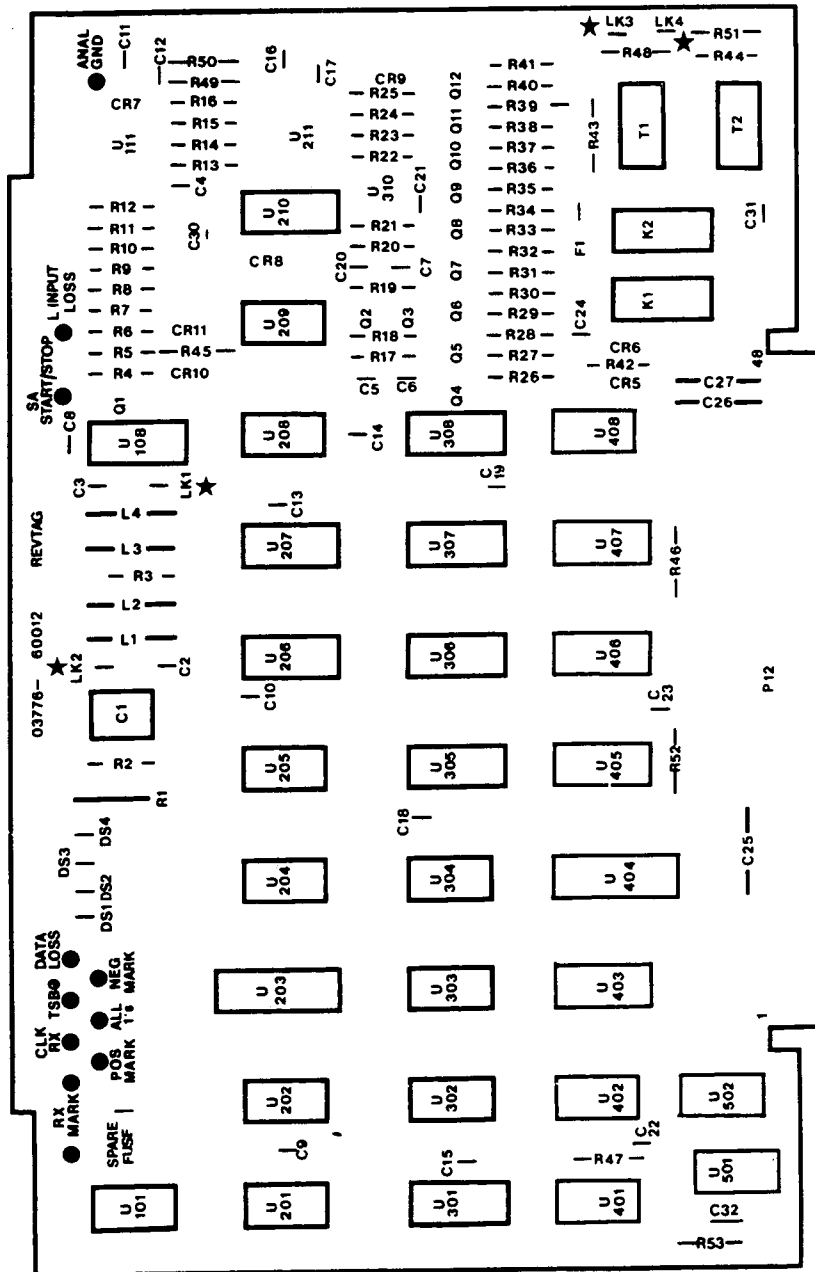 C11
ANAL
GND
C12
R50
R49
R16
R15
R14
R13
CR7
U
111
C4
C16
C17
U
211
CR9
R25
R24
R23
R22
U
310
C21
Q12
Q11
Q10
Q9
Q8
Q7
Q6
Q5
Q4
R41
R40
R39
R38
R37
R36
R35
R34
R33
R32
R31
R30
R29
R28
R27
R26
LK3
LK4
R51
R48
R44
R43
T1
T2
F1
K2
K1
C31
C24
CR6
R42
CR5
48
C27
C26
R12
R11
R10
R9
R8
R7
R6
R5
R4
C30
U
210
CR8
C20
R21
R20
C7
R19
L INPUT
LOSS
CR11
R45
CR10
U
209
Q2
Q3
R18
R17
C5
C6
SA
START/STOP
C8
Q1
U
108
U
208
C14
U
308
U
408
C3
LK1
L4
L3
R3
L2
L1
C13
U
207
U
307
C
19
U
407
R46
REVTAG
03776- 60012
LK2
C2
U
206
C10
U
306
U
406
C
23
P12
C1
R2
R1
U
205
U
305
U
405
R52
C18
DS4
DS3
DS2
DS1
U
204
U
304
U
404
C25
DATA
LOSS
TSB0
CLK
RX
RX
MARK
NEG
MARK
ALL
1's
POS
MARK
U
203
U
303
U
403
1
SPARE
FUSE
U
202
C9
U
302
C15
U
402
C
22
R47
U
502
U
101
U
201
U
301
U
401
U
501
C32
R53